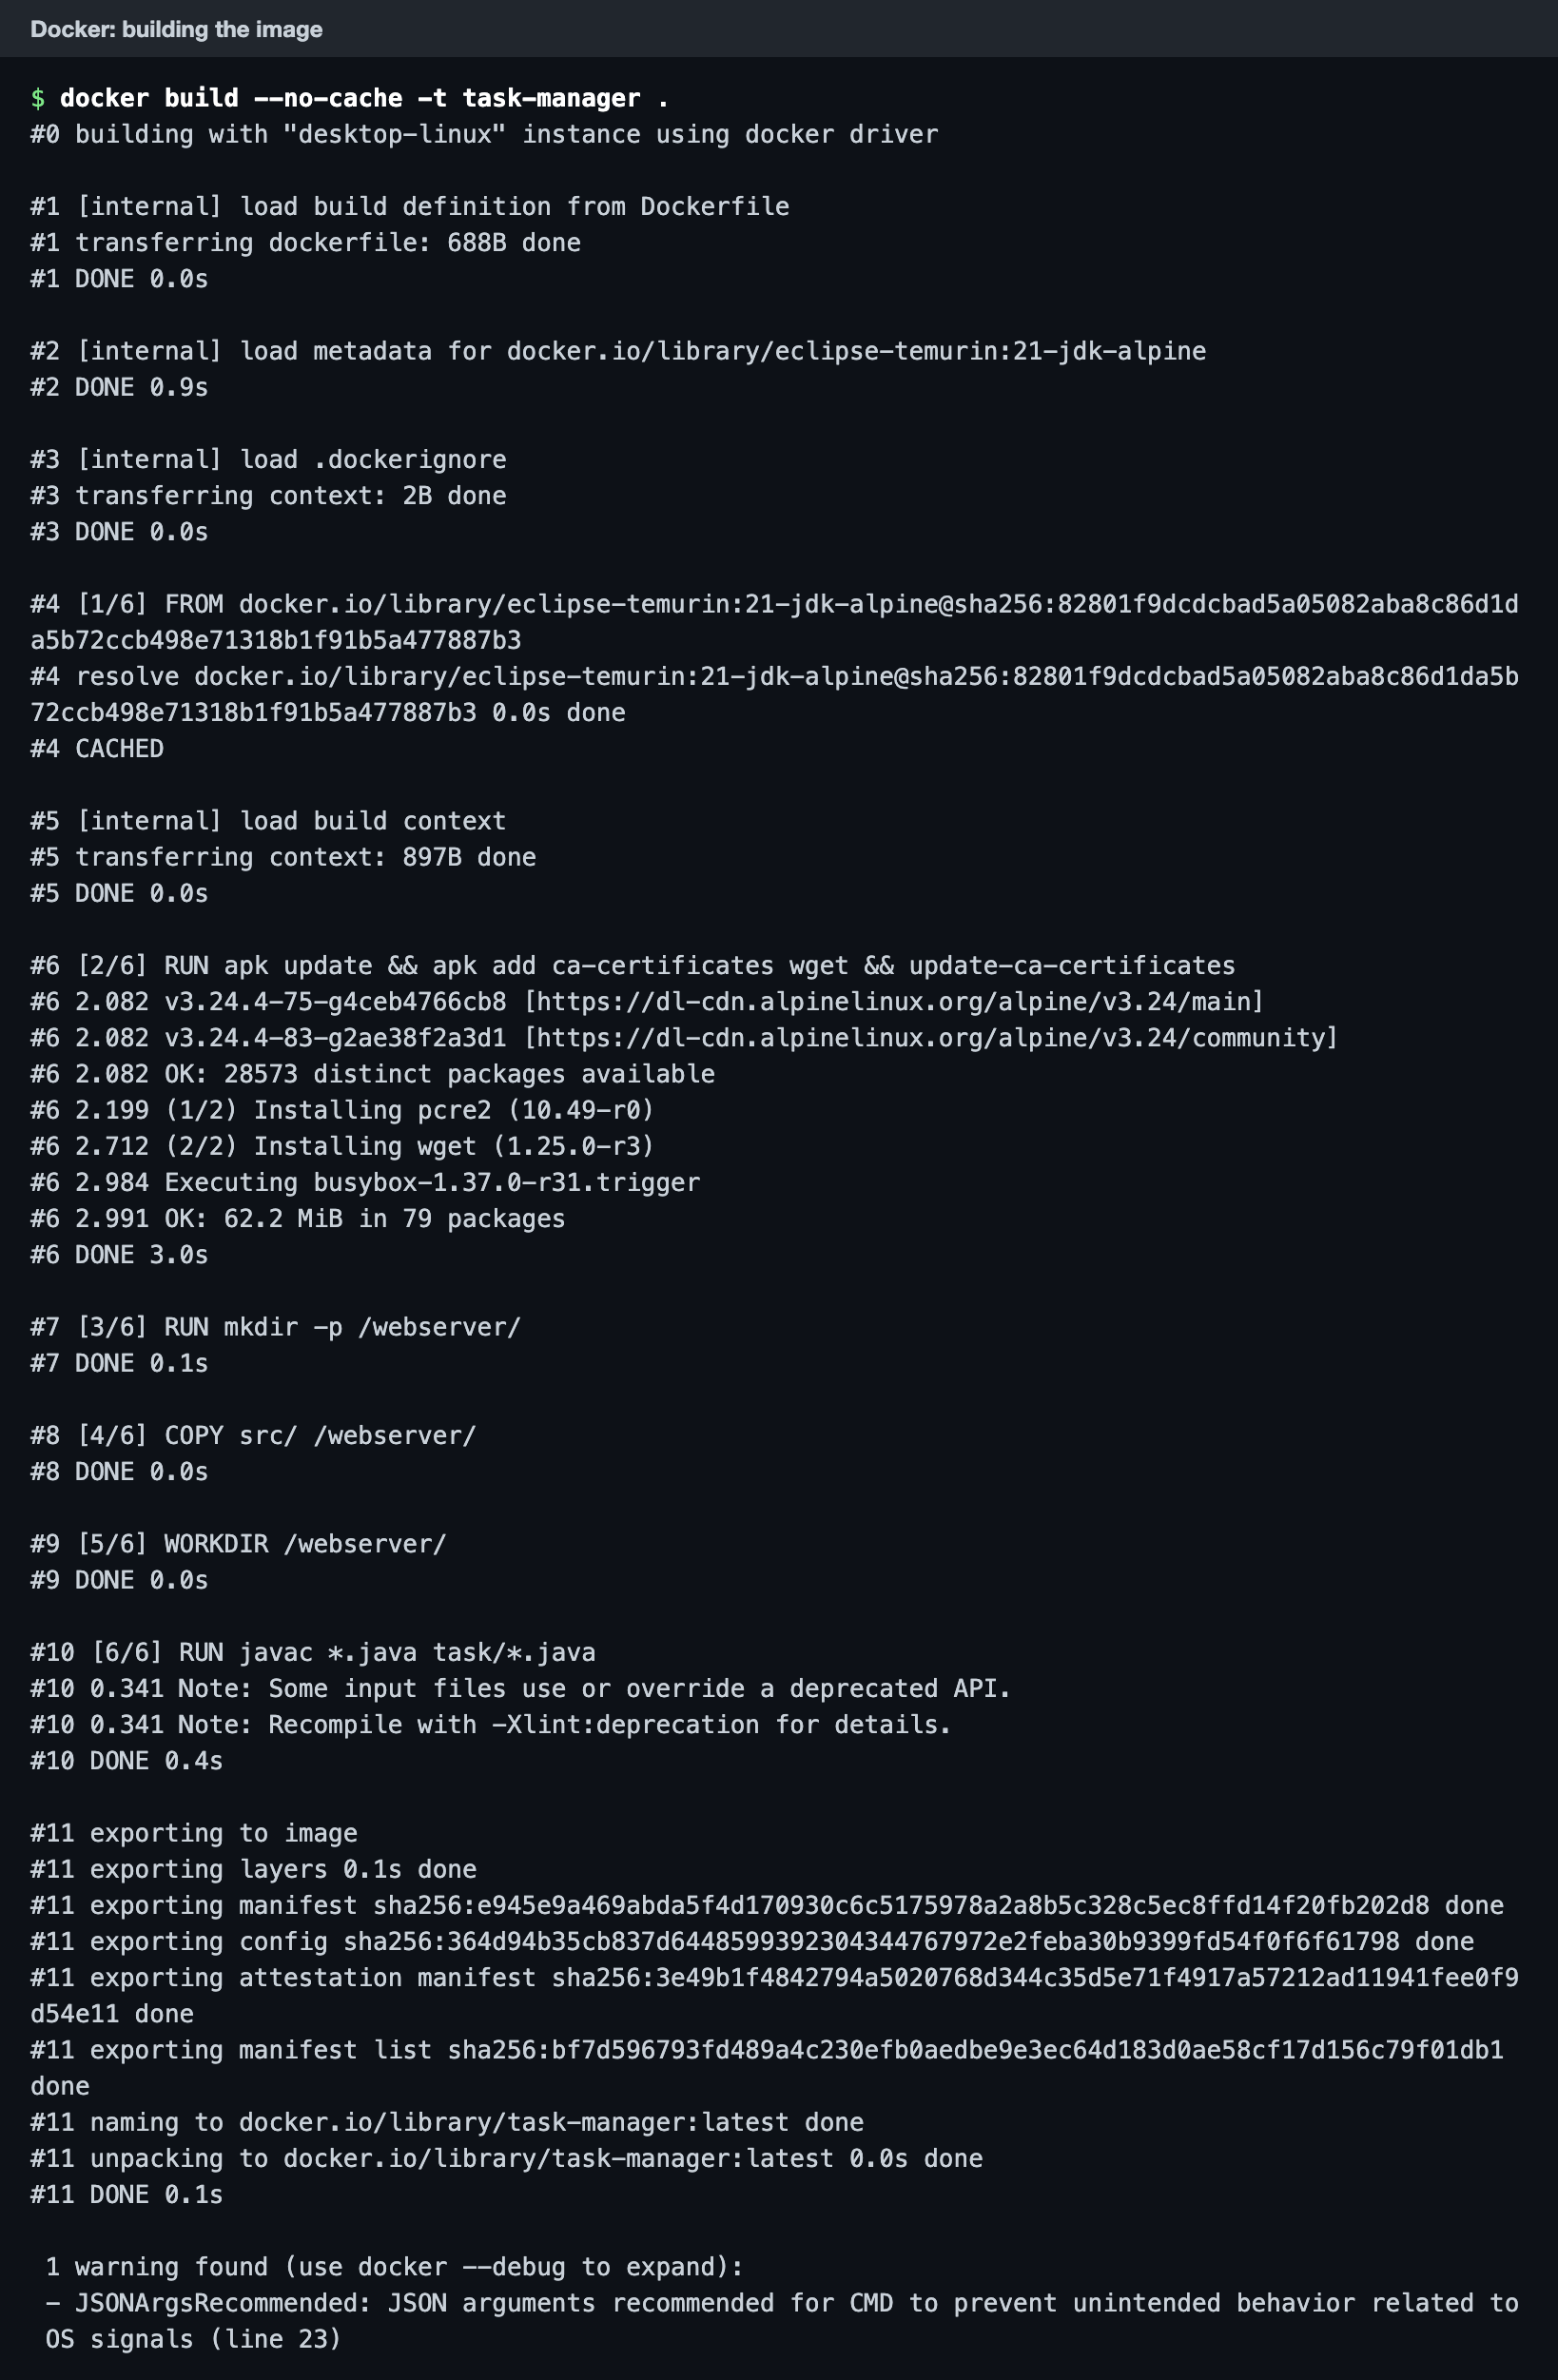 Docker: building the image
$ docker build --no-cache -t task-manager .
#0 building with "desktop-linux" instance using docker driver
#1 [internal] load build definition from Dockerfile
#1 transferring dockerfile: 688B done
#1 DONE 0.0s
#2 [internal] load metadata for docker.io/library/eclipse-temurin:21-jdk-alpine
#2 DONE 0.9s
#3 [internal] load .dockerignore
#3 transferring context: 2B done
#3 DONE 0.0s
#4 [1/6] FROM docker.io/library/eclipse-temurin:21-jdk-alpine@sha256:82801f9dcdcbad5a05082aba8c86d1d
a5b72ccb498e71318b1f91b5a477887b3
#4 resolve docker.io/library/eclipse-temurin:21-jdk-alpine@sha256:82801f9dcdcbad5a05082aba8c86d1da5b
72ccb498e71318b1f91b5a477887b3 0.0s done
#4 CACHED
#5 [internal] load build context
#5 transferring context: 897B done
#5 DONE 0.0s
#6 [2/6] RUN apk update && apk add ca-certificates wget && update-ca-certificates
#6 2.082 v3.24.4-75-g4ceb4766cb8 [https://dl-cdn.alpinelinux.org/alpine/v3.24/main]
#6 2.082 v3.24.4-83-g2ae38f2a3d1 [https://dl-cdn.alpinelinux.org/alpine/v3.24/community]
#6 2.082 OK: 28573 distinct packages available
#6 2.199 (1/2) Installing pcre2 (10.49-r0)
#6 2.712 (2/2) Installing wget (1.25.0-r3)
#6 2.984 Executing busybox-1.37.0-r31.trigger
#6 2.991 OK: 62.2 MiB in 79 packages
#6 DONE 3.0s
#7 [3/6] RUN mkdir -p /webserver/
#7 DONE 0.1s
#8 [4/6] COPY src/ /webserver/
#8 DONE 0.0s
#9 [5/6] WORKDIR /webserver/
#9 DONE 0.0s
#10 [6/6] RUN javac *.java task/*.java
#10 0.341 Note: Some input files use or override a deprecated API.
#10 0.341 Note: Recompile with -Xlint:deprecation for details.
#10 DONE 0.4s
#11 exporting to image
#11 exporting layers 0.1s done
#11 exporting manifest sha256:e945e9a469abda5f4d170930c6c5175978a2a8b5c328c5ec8ffd14f20fb202d8 done
#11 exporting config sha256:364d94b35cb837d6448599392304344767972e2feba30b9399fd54f0f6f61798 done
#11 exporting attestation manifest sha256:3e49b1f4842794a5020768d344c35d5e71f4917a57212ad11941fee0f9
d54e11 done
#11 exporting manifest list sha256:bf7d596793fd489a4c230efb0aedbe9e3ec64d183d0ae58cf17d156c79f01db1
done
#11 naming to docker.io/library/task-manager:latest done
#11 unpacking to docker.io/library/task-manager:latest 0.0s done
#11 DONE 0.1s
1 warning found (use docker --debug to expand):
- JSONArgsRecommended: JSON arguments recommended for CMD to prevent unintended behavior related to
OS signals (line 23)